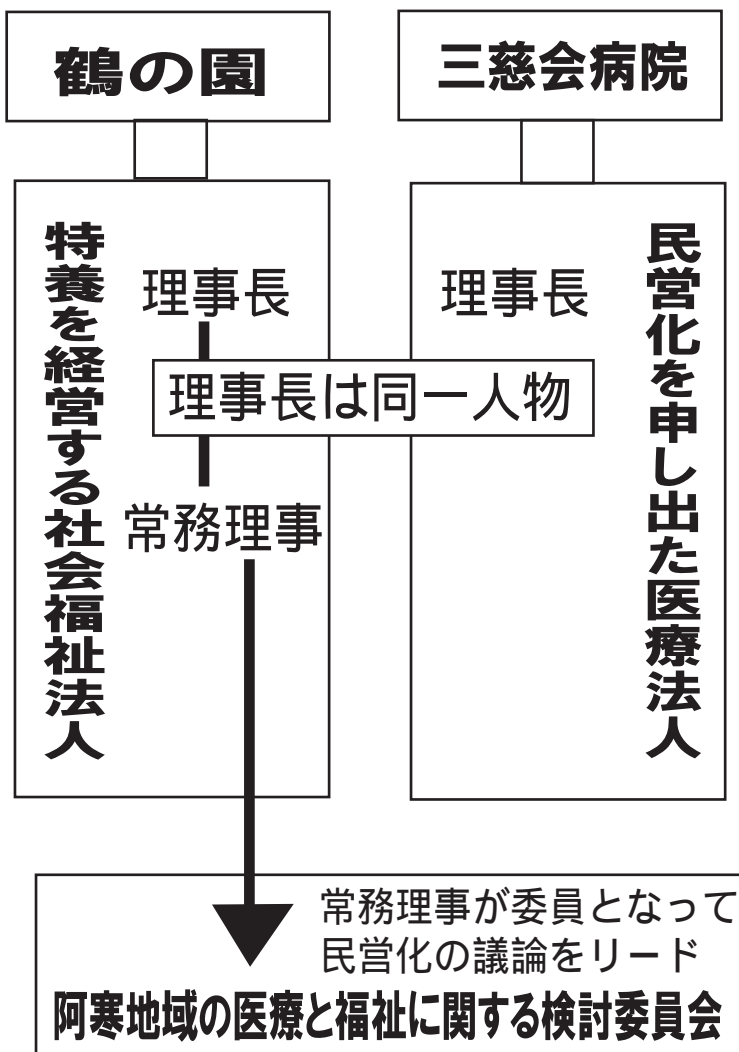 鶴の園
三慈会病院
特養を経営する社会福祉法人
理事長
理事長は同一人物
常務理事
理事長
民営化を申し出た医療法人
常務理事が委員となって
民営化の議論をリード
阿寒地域の医療と福祉に関する検討委員会